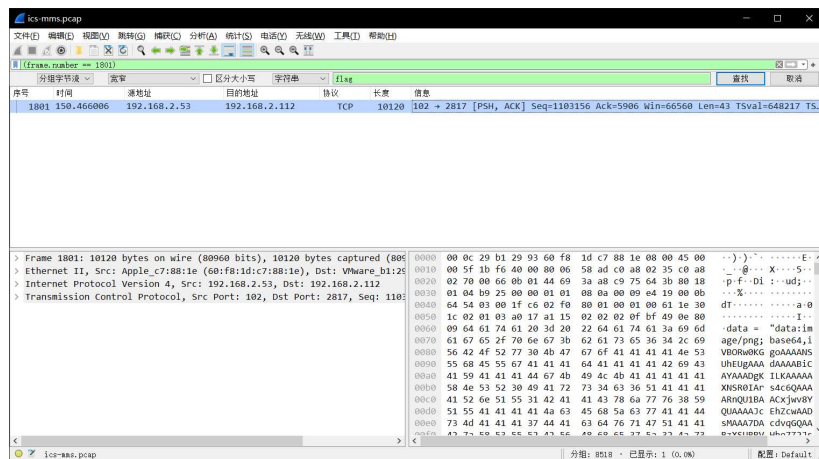 ics-mms.pcap
文件(F) 编辑(E) 视图(V) 跳转(G) 捕获(C) 分析(A) 统计(S) 电话(Y) 无线(W) 工具(T) 帮助(H)
(frame.number == 1801)
分组字节流 宽窄 区分大小写 字符串 flag 查找 取消
序号 时间 源地址 目的地址 协议 长度 信息
1801 150.466006 192.168.2.53 192.168.2.112 TCP 10120 102 → 2817 [PSH, ACK] Seq=1103156 Ack=5906 Win=66560 Len=43 TSval=648217 TS…
> Frame 1801: 10120 bytes on wire (80960 bits), 10120 bytes captured (809
> Ethernet II, Src: Apple_c7:88:1e (60:f8:1d:c7:88:1e), Dst: VMware_b1:29
> Internet Protocol Version 4, Src: 192.168.2.53, Dst: 192.168.2.112
> Transmission Control Protocol, Src Port: 102, Dst Port: 2817, Seq: 1103
0000 00 0c 29 b1 29 93 60 f8 1d c7 88 1e 08 00 45 00 ··)·)·`· ······E·
0010 00 5f 1b f6 40 00 80 06 58 ad c0 a8 02 35 c0 a8 ·_··@··· X····5··
0020 02 70 00 66 0b 01 44 69 3a a8 c9 75 64 3b 80 18 ·p·f··Di :··ud;··
0030 01 04 b9 25 00 00 01 01 08 0a 00 09 e4 19 00 0b ···%···· ········
0040 64 54 03 00 1f c6 02 f0 80 01 00 01 00 61 1e 30 dT······ ·····a·0
0050 1c 02 01 03 a0 17 a1 15 02 02 02 0f bf 49 0e 80 ········ ·····I··
0060 09 64 61 74 61 20 3d 20 22 64 61 74 61 3a 69 6d ·data =  "data:im
0070 61 67 65 2f 70 6e 67 3b 62 61 73 65 36 34 2c 69 age/png; base64,i
0080 56 42 4f 52 77 30 4b 47 67 6f 41 41 41 41 4e 53 VBORw0KG goAAAANS
0090 55 68 45 55 67 41 41 41 64 41 41 41 41 42 69 43 UhEUgAAA dAAAABiC
00a0 41 59 41 41 41 44 67 4b 49 4c 4b 41 41 41 41 41 AYAAADgK ILKAAAAA
00b0 58 4e 53 52 30 49 41 72 73 34 63 36 51 41 41 41 XNSR0IAr s4c6QAAA
00c0 41 52 6e 51 55 31 42 41 41 43 78 6a 77 76 38 59 ARnQU1BA ACxjwv8Y
00d0 51 55 41 41 41 41 4a 63 45 68 5a 63 77 41 41 44 QUAAAAJc EhZcwAAD
00e0 73 4d 41 41 41 37 44 41 63 64 76 71 47 51 41 41 sMAAA7DA cdvqGQAA
ics-mms.pcap 分组: 8518 · 已显示: 1 (0.0%) 配置: Default